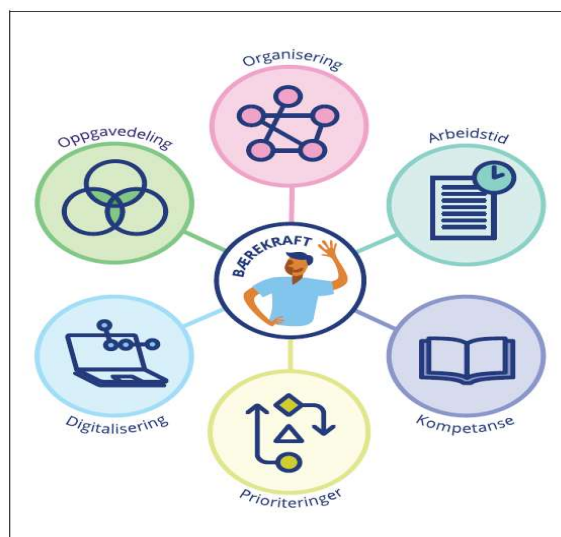 Organisering
Oppgavedeling
Arbeidstid
BÆREKRAFT
Digitalisering
Kompetanse
Prioriteringer